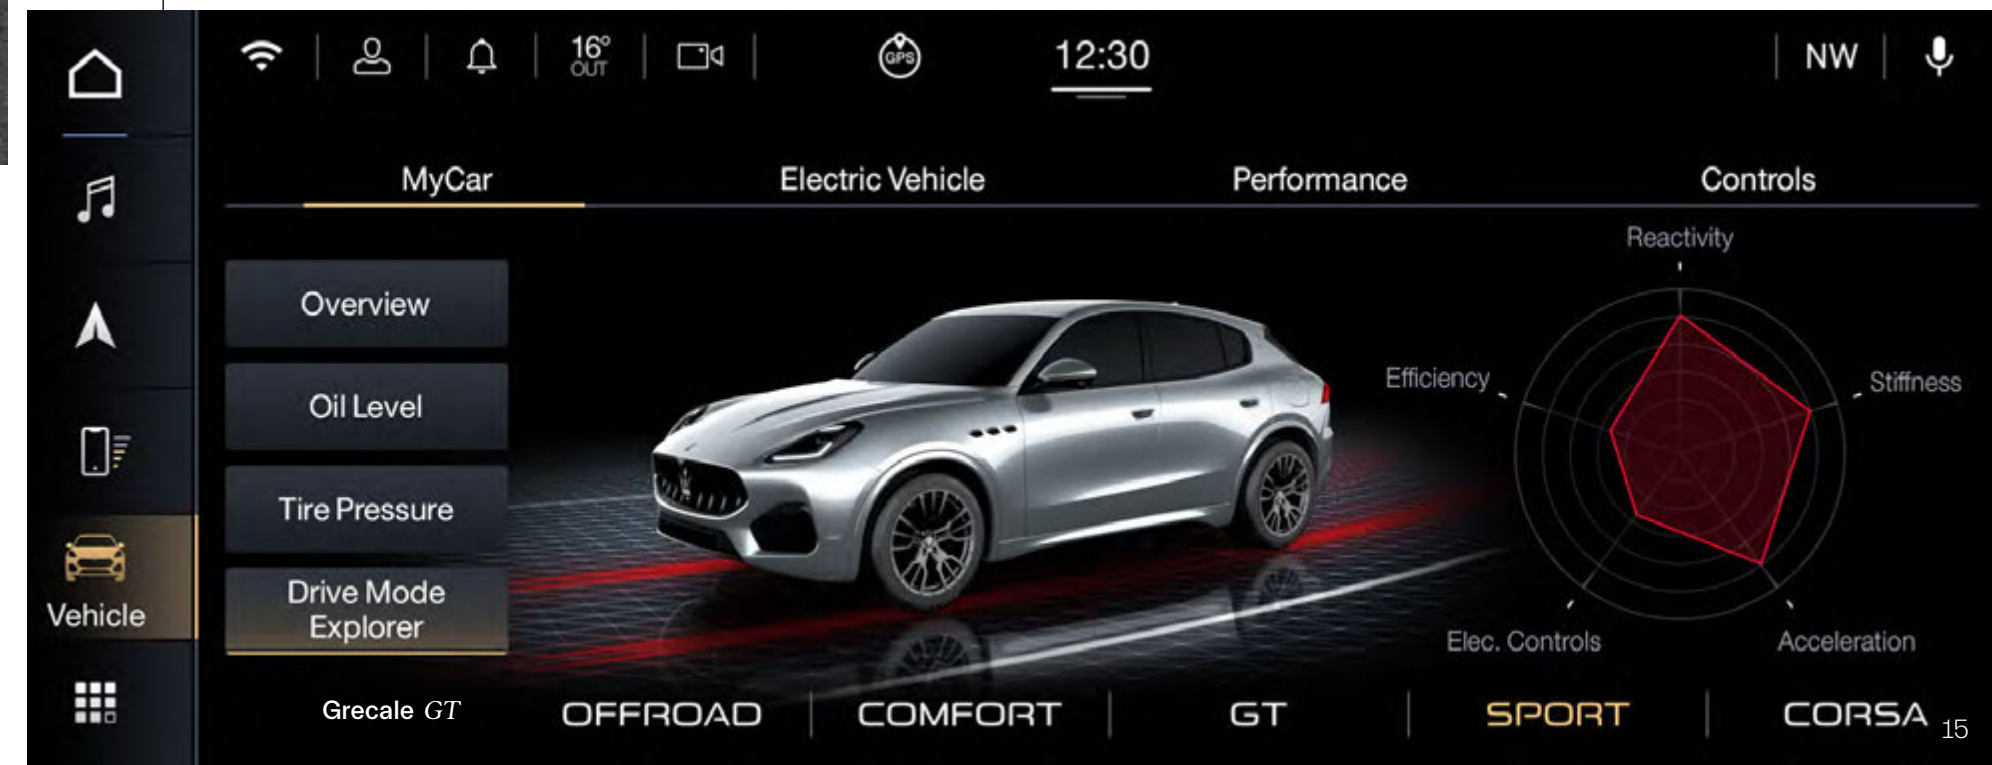 16°
OUT
GPS
12:30
NW
MyCar
Electric Vehicle
Performance
Controls
Overview
Oil Level
Tire Pressure
Drive Mode
Explorer
Vehicle
Reactivity
Efficiency
Stiffness
Elec. Controls
Acceleration
Grecale GT
OFFROAD
COMFORT
GT
SPORT
CORSA
15